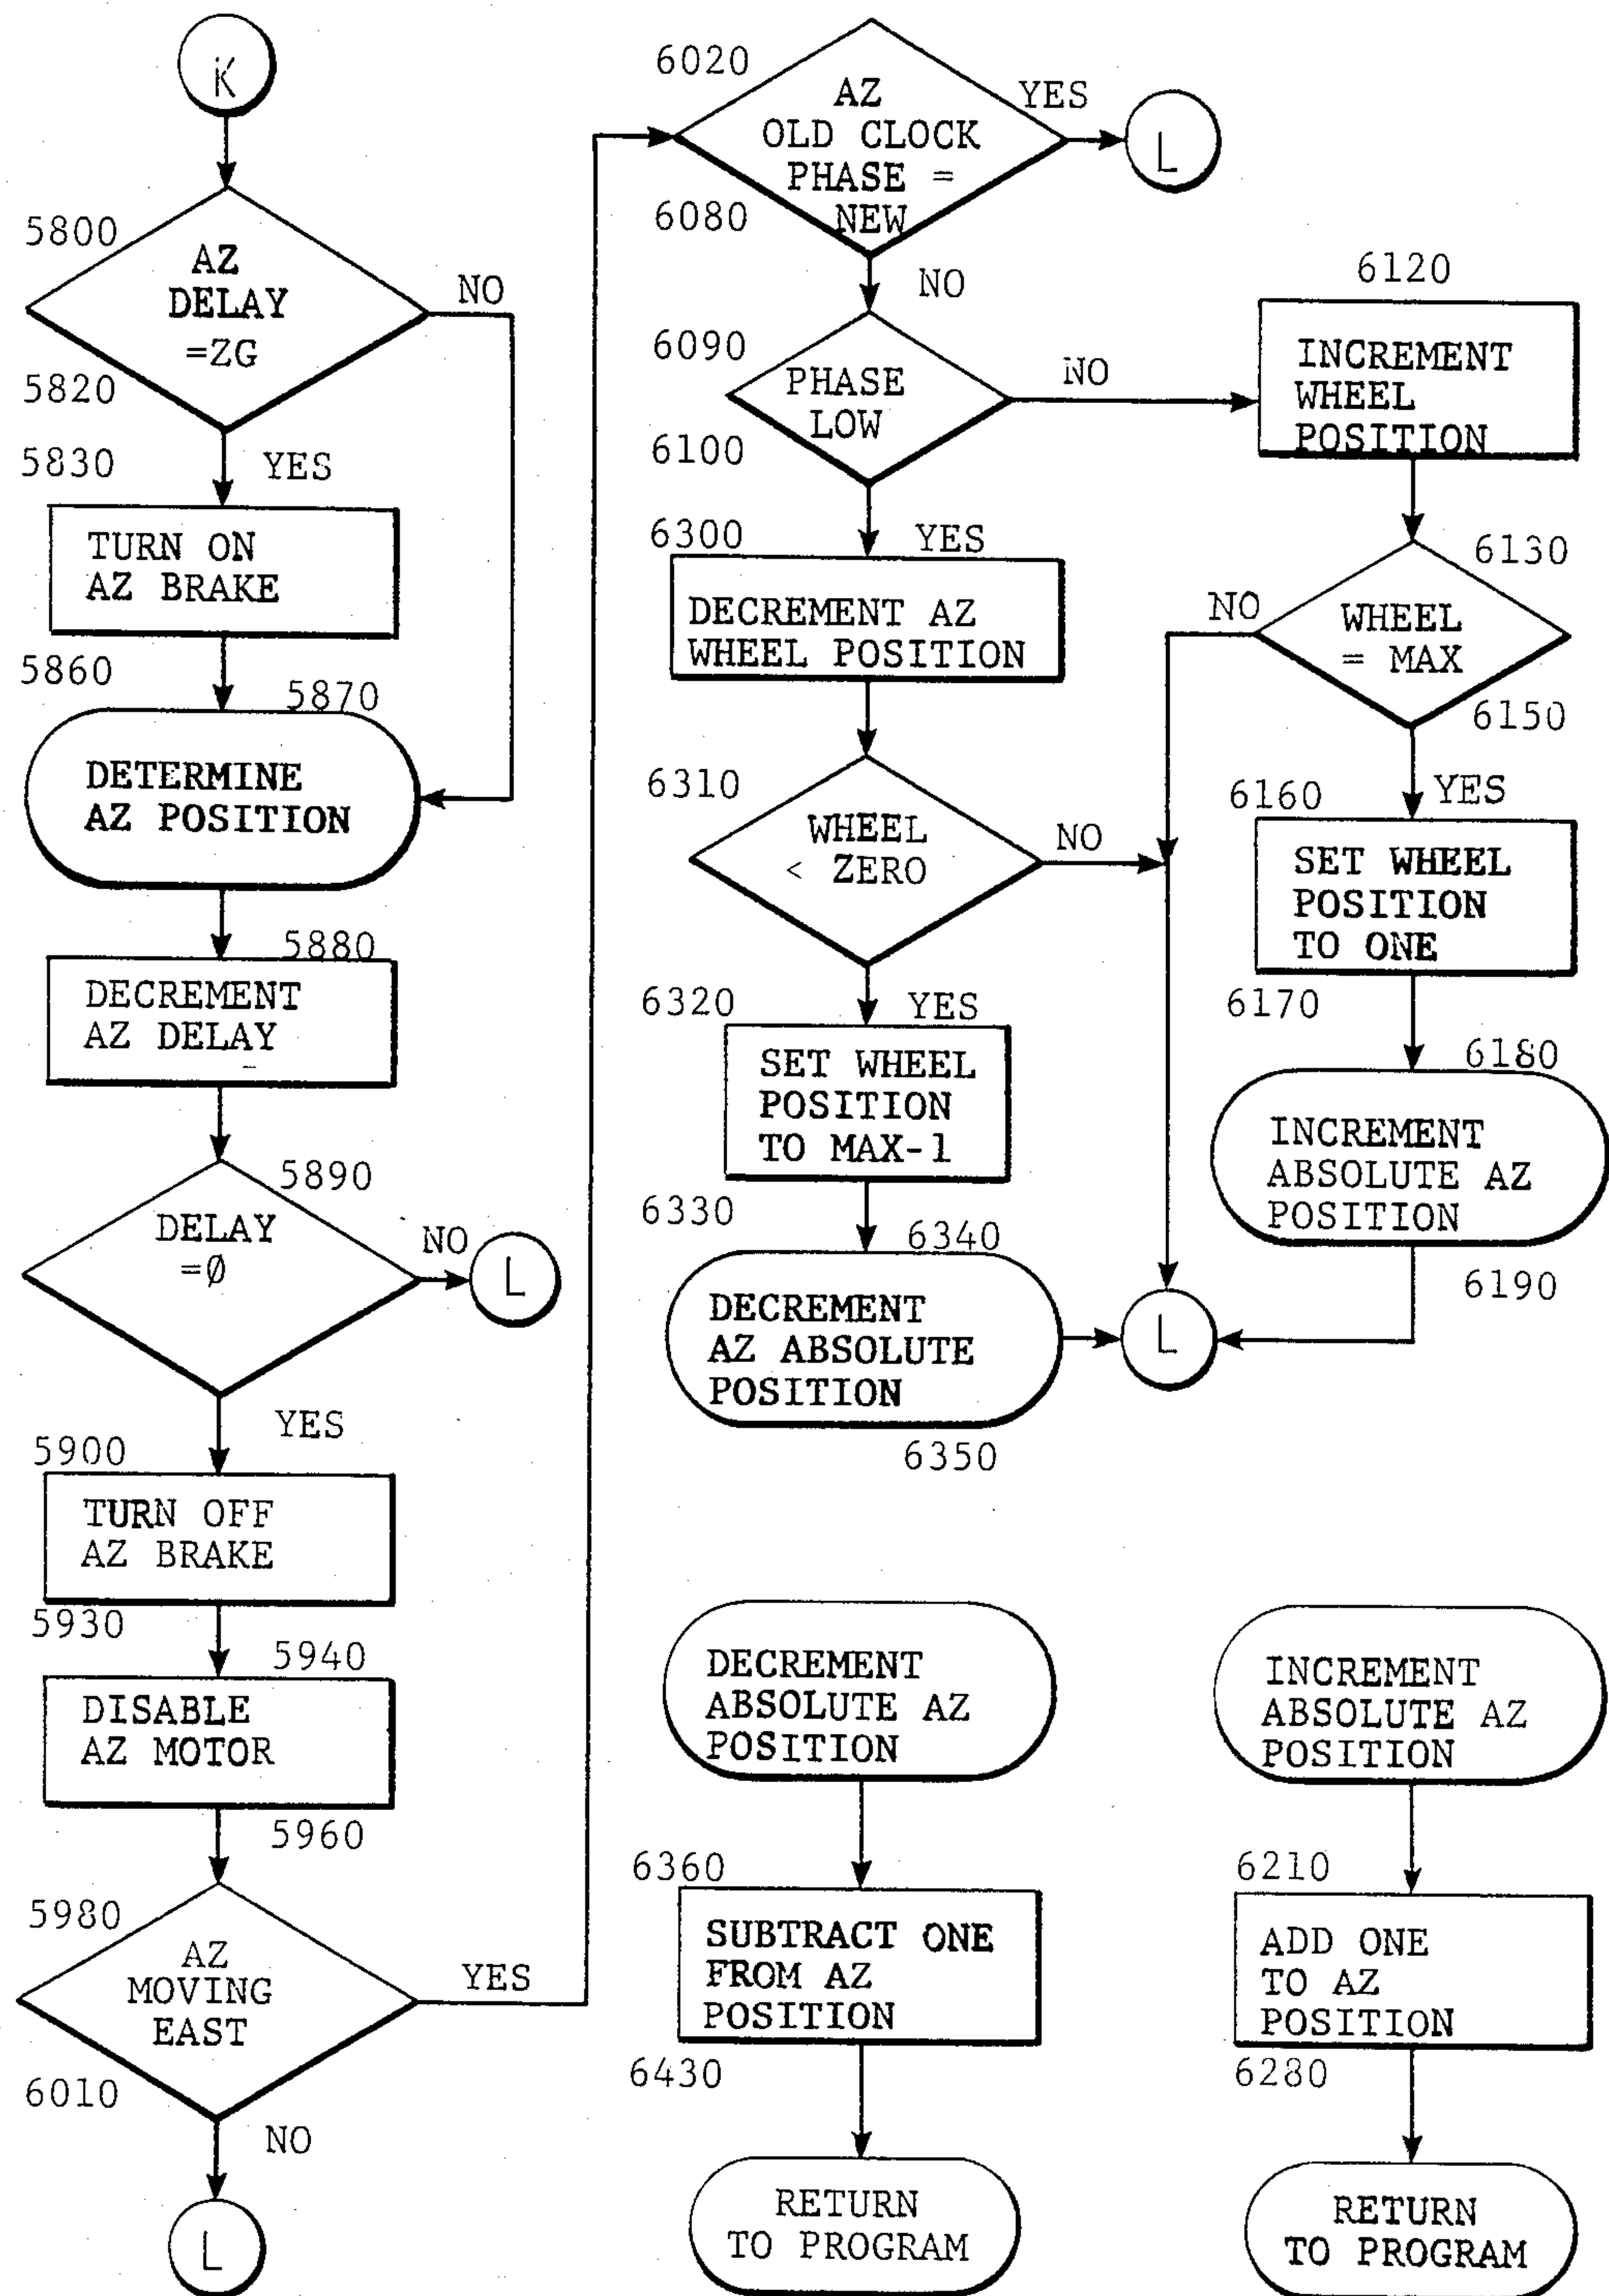 K
5800
AZ
DELAY
=ZG
NO
5820
5830
YES
TURN ON
AZ BRAKE
5860
5870
DETERMINE
AZ POSITION
5880
DECREMENT
AZ DELAY
5890
DELAY
=Ø
NO
L
YES
5900
TURN OFF
AZ BRAKE
5930
5940
DISABLE
AZ MOTOR
5960
5980
AZ
MOVING
EAST
YES
6010
NO
L
6020
AZ
OLD CLOCK
PHASE =
NEW
YES
L
6080
NO
6090
PHASE
LOW
NO
6100
6120
INCREMENT
WHEEL
POSITION
6300
YES
DECREMENT AZ
WHEEL POSITION
6130
NO
WHEEL
= MAX
6150
6310
WHEEL
< ZERO
NO
YES
6160
SET WHEEL
POSITION
TO ONE
6170
6320
YES
SET WHEEL
POSITION
TO MAX-1
6330
6180
INCREMENT
ABSOLUTE AZ
POSITION
6190
6340
DECREMENT
AZ ABSOLUTE
POSITION
6350
L
DECREMENT
ABSOLUTE AZ
POSITION
6360
SUBTRACT ONE
FROM AZ
POSITION
6430
RETURN
TO PROGRAM
INCREMENT
ABSOLUTE AZ
POSITION
6210
ADD ONE
TO AZ
POSITION
6280
RETURN
TO PROGRAM